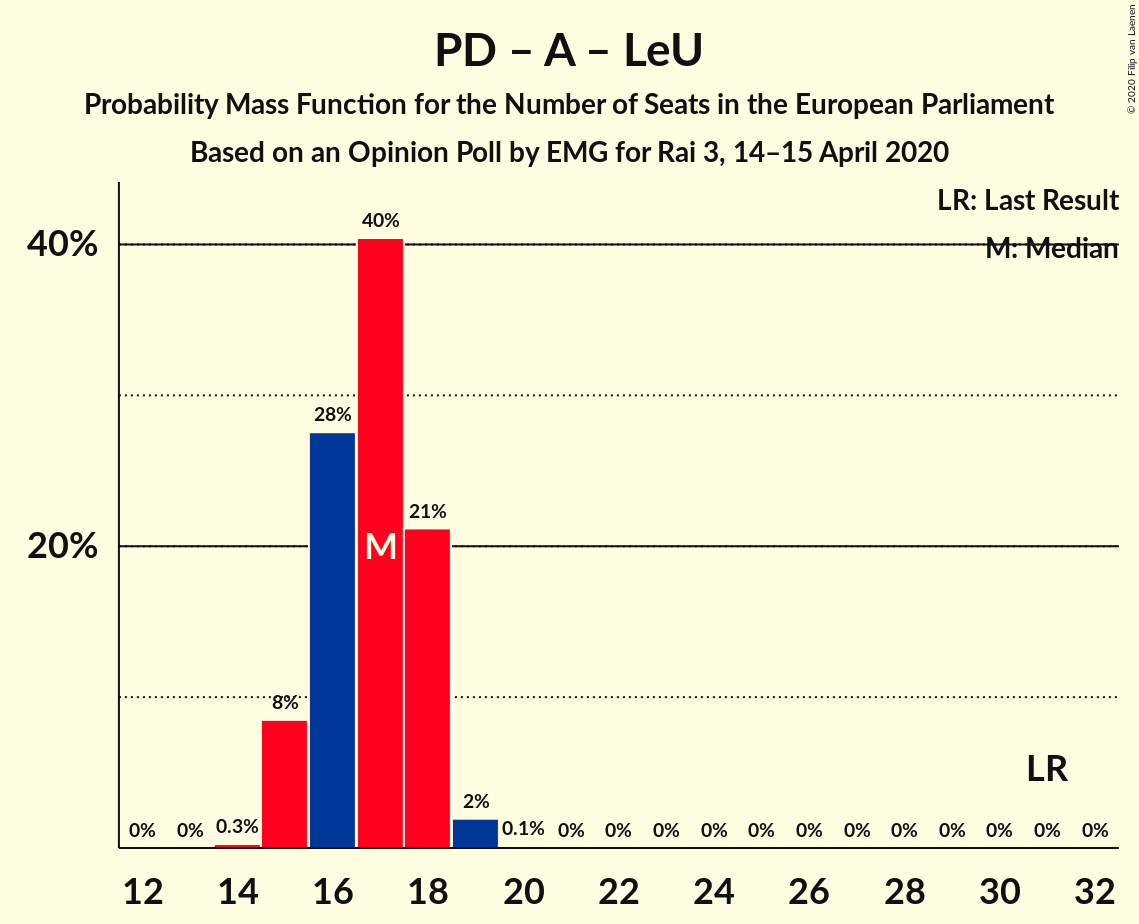 PD – A – LeU
Probability Mass Function for the Number of Seats in the European Parliament
Based on an Opinion Poll by EMG for Rai 3, 14–15 April 2020
© 2020 Filip van Laenen
LR: Last Result
M: Median
40%
20%
0%
0%
0.3%
8%
28%
40%
M
21%
2%
0.1%
0%
0%
0%
0%
0%
0%
0%
0%
0%
0%
0%
0%
LR
12 14 16 18 20 22 24 26 28 30 32